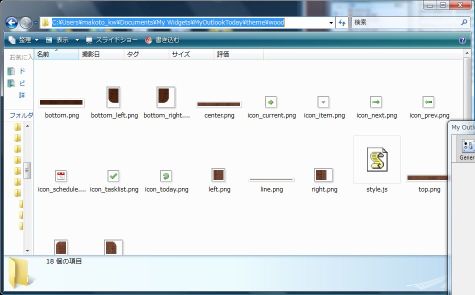 C:¥Users¥makoto_kw¥Documents¥My Widgets¥MyOutlookToday¥theme¥wood
検索
整理
表示
スライド ショー
書き込む
お気に入
名前
撮影日
タグ
サイズ
評価
ド
ピ
フォルダ
bottom.png
bottom_left.png
bottom_right....
center.png
icon_current.png
icon_item.png
icon_next.png
icon_prev.png
icon_schedule....
icon_tasklist.png
icon_today.png
left.png
line.png
right.png
style.js
top.png
My Outlo
Gener
18 個の項目